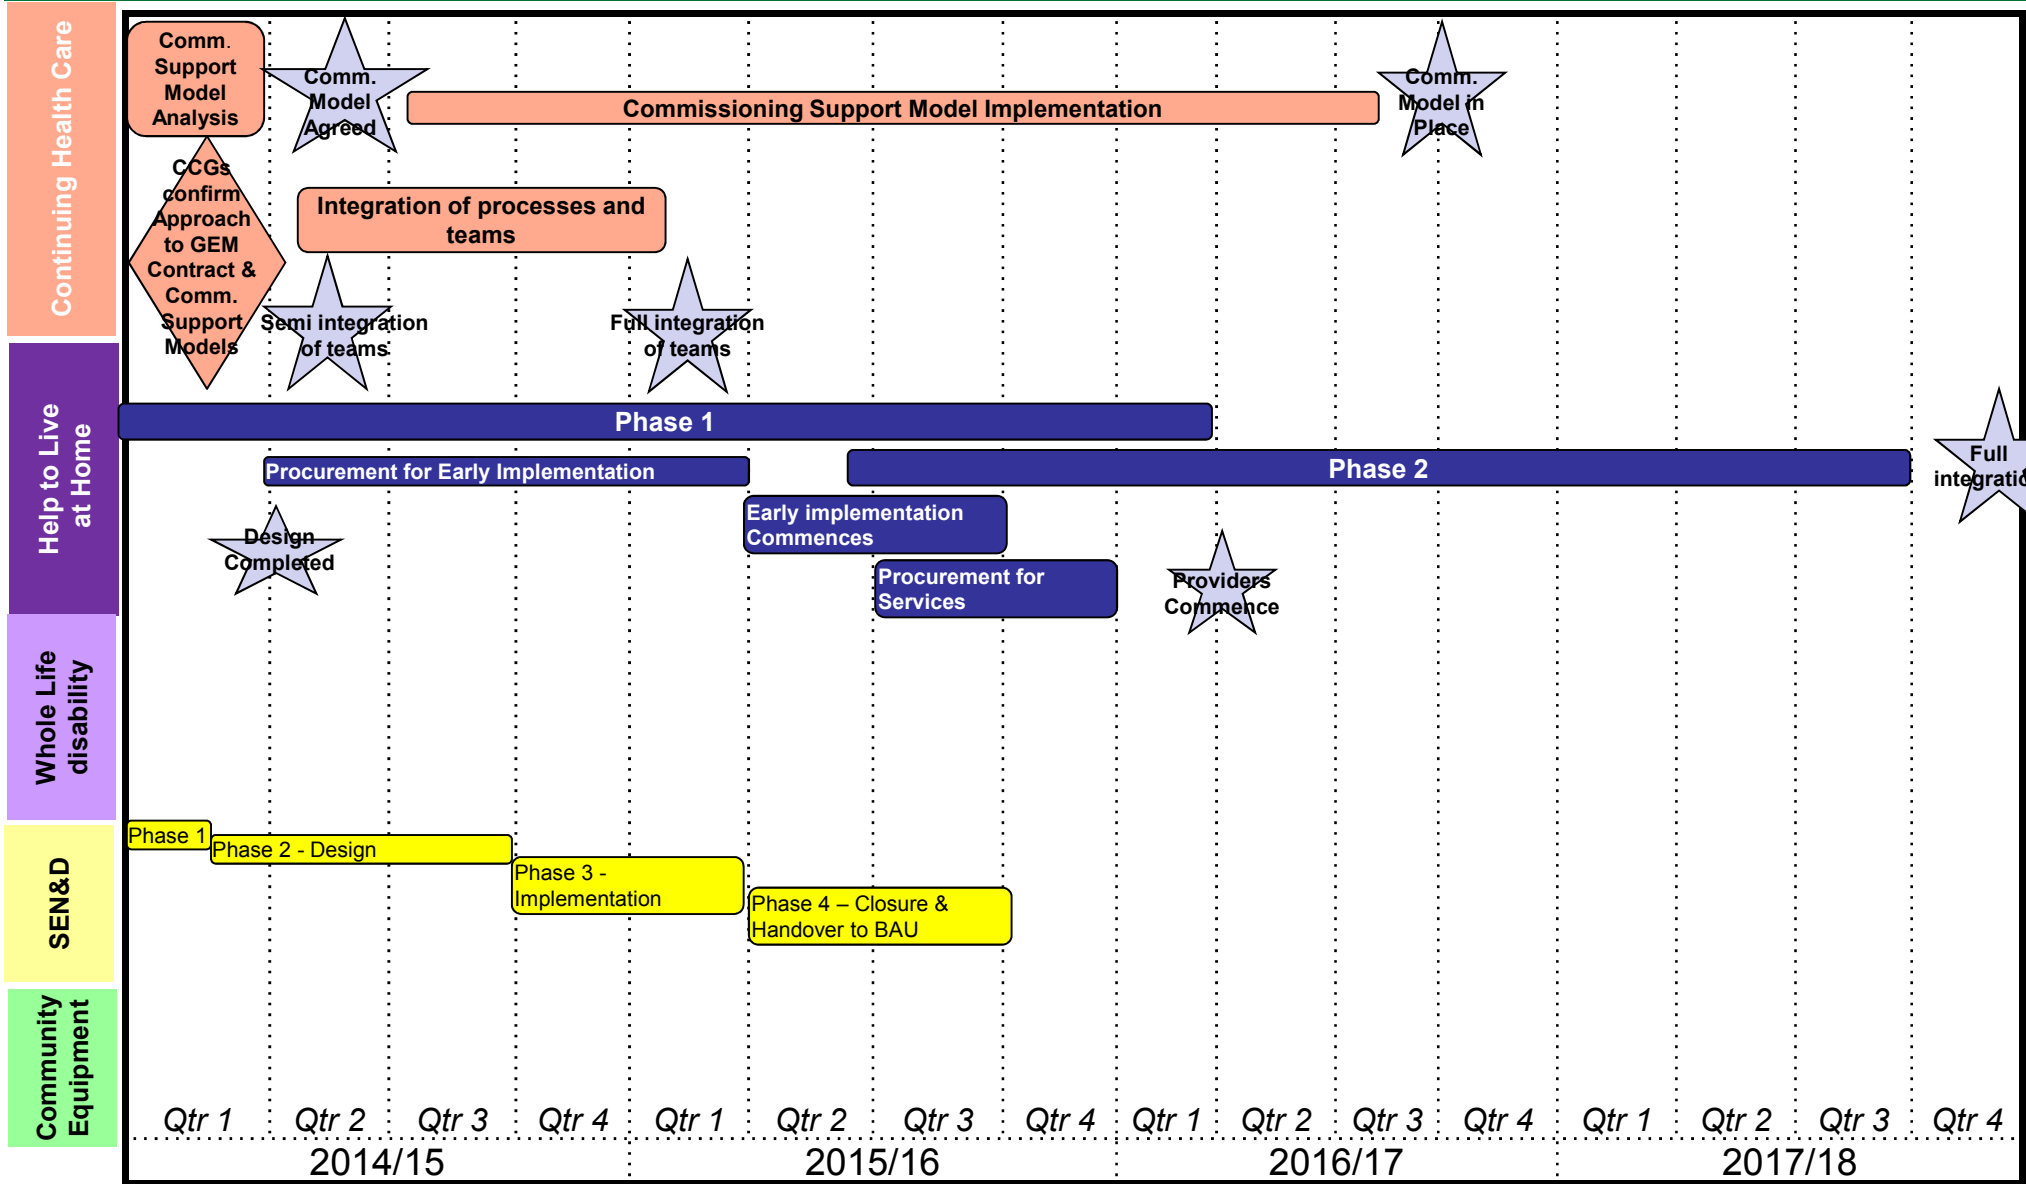 Continuing Health Care
Comm.
Support
Model
Analysis
Comm.
Model
Agreed
Commissioning Support Model Implementation
Comm.
Model in
Place
CCGs
confirm
Approach
to GEM
Contract &
Comm.
Support
Models
Integration of processes and
teams
Semi integration
of teams
Full integration
of teams
Help to Live
at Home
Phase 1
Procurement for Early Implementation
Phase 2
Full
Early implementation
Commences
Design
Completed
Procurement for
Services
Providers
Commence
Whole Life
disability
SEN&D
Phase 1
Phase 2 - Design
Phase 3 -
Implementation
Phase 4 – Closure &
Handover to BAU
Community
Equipment
Qtr 1 Qtr 2 Qtr 3 Qtr 4 Qtr 1 Qtr 2 Qtr 3 Qtr 4 Qtr 1 Qtr 2 Qtr 3 Qtr 4 Qtr 1 Qtr 2 Qtr 3 Qtr 4
2014/15 2015/16 2016/17 2017/18